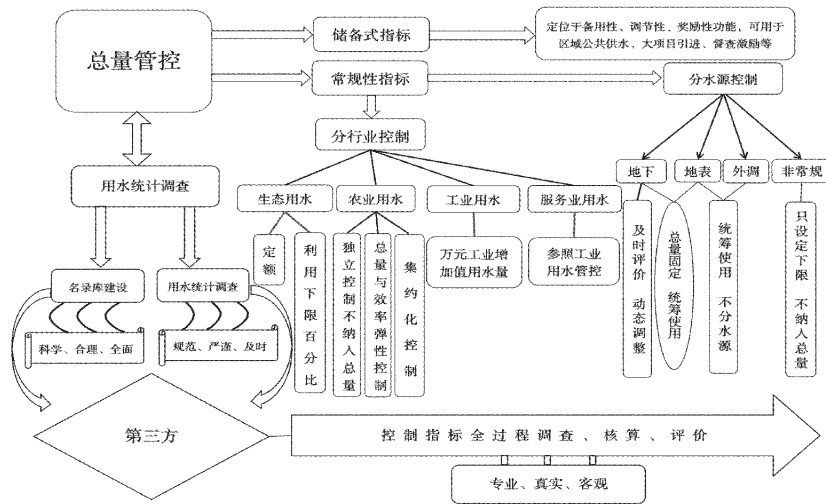 总量管控
储备式指标
定位于备用性、调节性、奖励性功能，可用于
区域公共供水、大项目引进、督查激励等
常规性指标
分水源控制
分行业控制
用水统计调查
地下
地表
外调
非常规
生态用水
农业用水
工业用水
服务业用水
定额
利用下限百分比
独立控制不纳入总量
总量与效率弹性控制
集约化控制
万元工业增
加值用水量
参照工业
用水管控
及时评价 动态调整
总量固定 统筹使用
统筹使用 不分水源
只设定下限 不纳入总量
名录库建设
用水统计调查
科学、合理、全面
规范、严谨、及时
第三方
控制指标全过程调查、核算、评价
专业、真实、客观